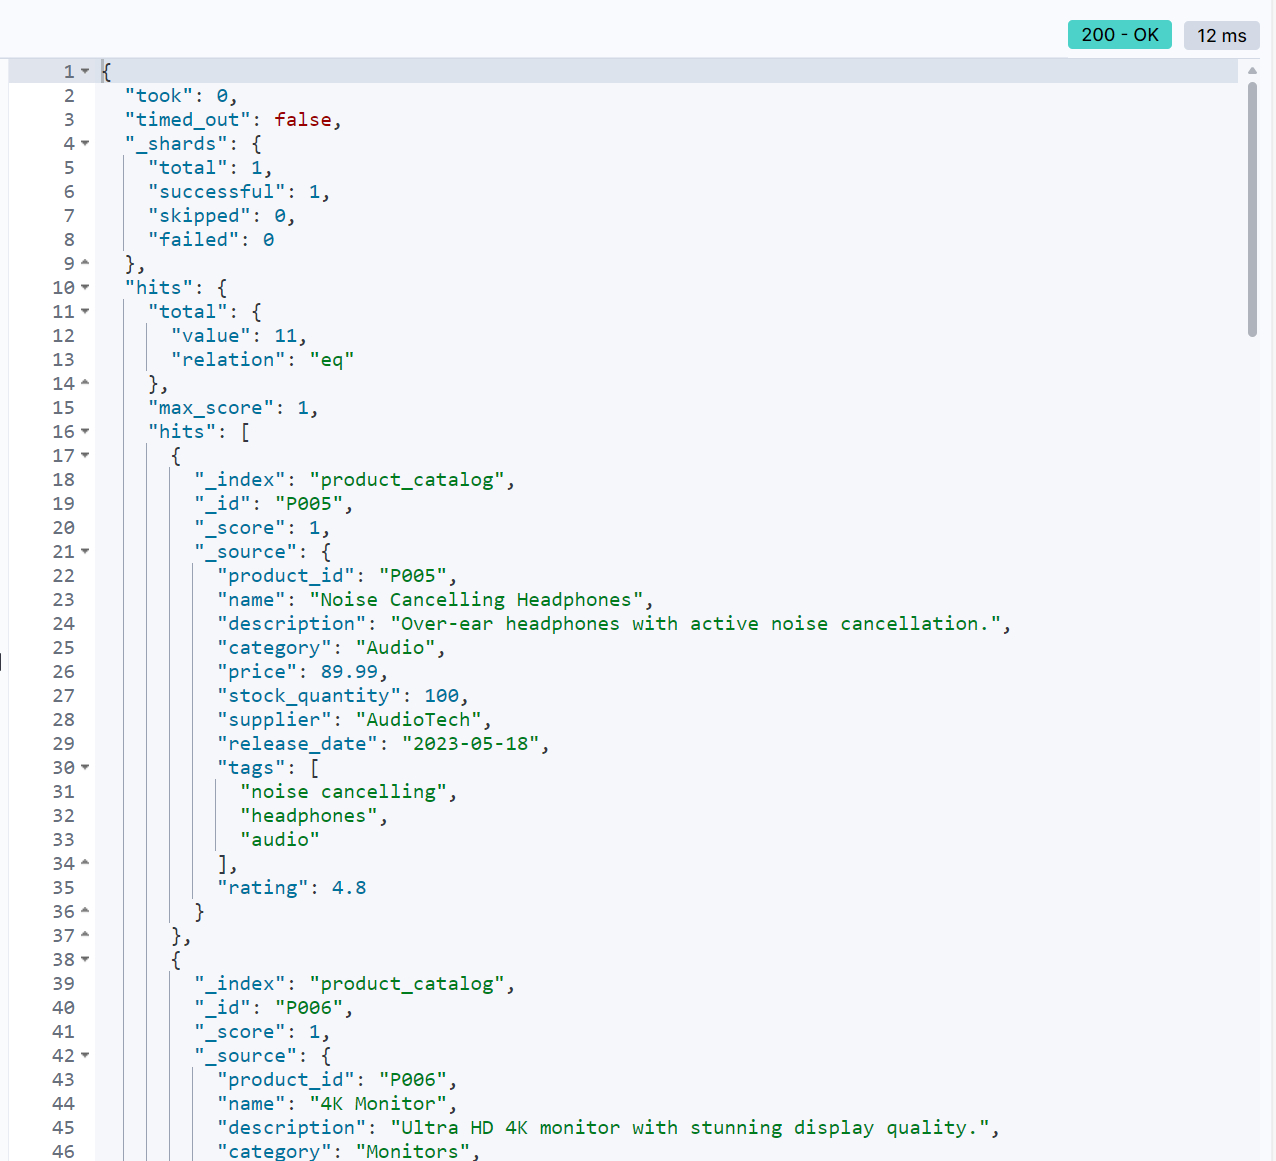 200 - OK 12 ms
1 {
2 "took": 0,
3 "timed_out": false,
4 "_shards": {
5 "total": 1,
6 "successful": 1,
7 "skipped": 0,
8 "failed": 0
9 },
10 "hits": {
11 "total": {
12 "value": 11,
13 "relation": "eq"
14 },
15 "max_score": 1,
16 "hits": [
17 {
18 "_index": "product_catalog",
19 "_id": "P005",
20 "_score": 1,
21 "_source": {
22 "product_id": "P005",
23 "name": "Noise Cancelling Headphones",
24 "description": "Over-ear headphones with active noise cancellation.",
25 "category": "Audio",
26 "price": 89.99,
27 "stock_quantity": 100,
28 "supplier": "AudioTech",
29 "release_date": "2023-05-18",
30 "tags": [
31 "noise cancelling",
32 "headphones",
33 "audio"
34 ],
35 "rating": 4.8
36 }
37 },
38 {
39 "_index": "product_catalog",
40 "_id": "P006",
41 "_score": 1,
42 "_source": {
43 "product_id": "P006",
44 "name": "4K Monitor",
45 "description": "Ultra HD 4K monitor with stunning display quality.",
46 "category": "Monitors",